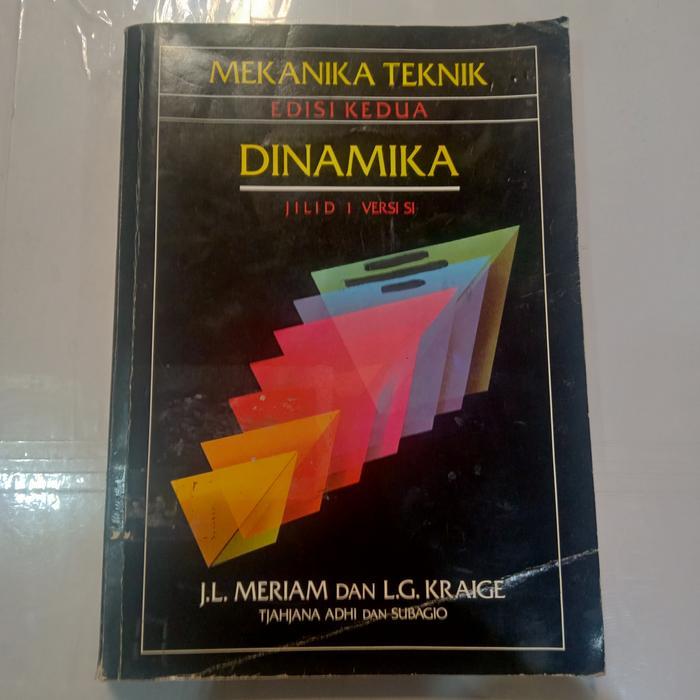 MEKANIKA TEKNIK
EDISI KEDUA
DINAMIKA
JILID 1 VERSI SI
J.L. MERIAM DAN L.G. KRAIGE
TJAHJANA ADHI DAN SUBAGIO